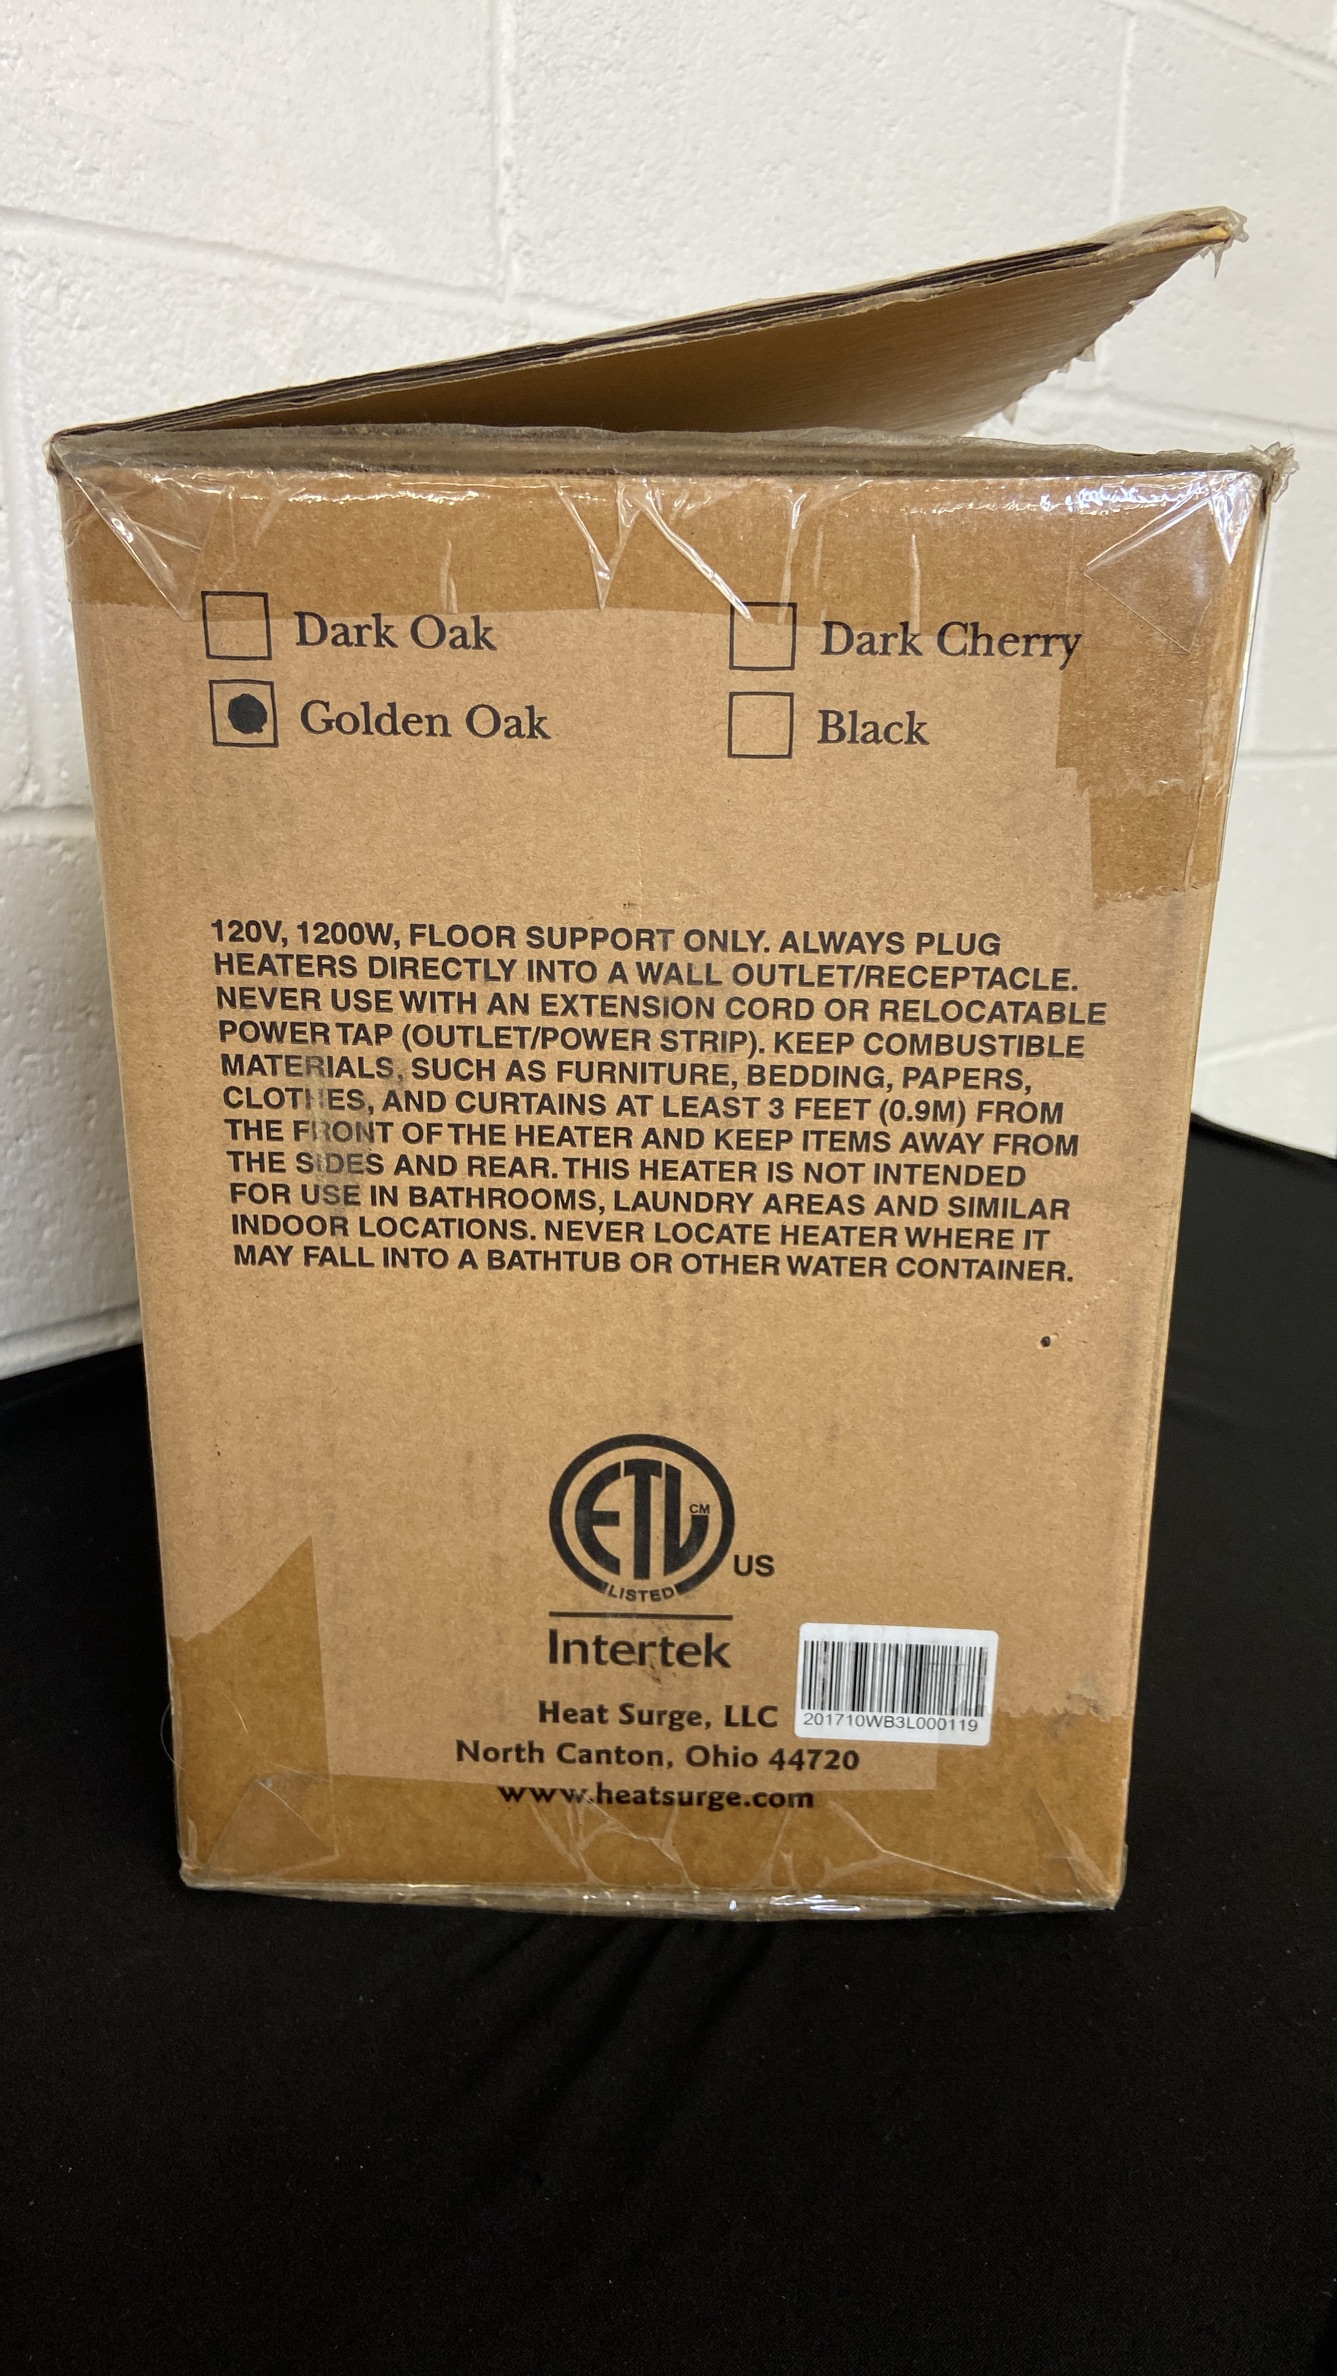 Dark Oak
Dark Cherry
Golden Oak
Black
120V, 1200W, FLOOR SUPPORT ONLY. ALWAYS PLUG
HEATERS DIRECTLY INTO A WALL OUTLET/RECEPTACLE.
NEVER USE WITH AN EXTENSION CORD OR RELOCATABLE
POWER TAP (OUTLET/POWER STRIP). KEEP COMBUSTIBLE
MATERIALS, SUCH AS FURNITURE, BEDDING, PAPERS,
CLOTHES, AND CURTAINS AT LEAST 3 FEET (0.9M) FROM
THE FRONT OF THE HEATER AND KEEP ITEMS AWAY FROM
THE SIDES AND REAR. THIS HEATER IS NOT INTENDED
FOR USE IN BATHROOMS, LAUNDRY AREAS AND SIMILAR
INDOOR LOCATIONS. NEVER LOCATE HEATER WHERE IT
MAY FALL INTO A BATHTUB OR OTHER WATER CONTAINER.
ETL CM
LISTED
US
Intertek
Heat Surge, LLC
201710WB3L000119
North Canton, Ohio 44720
www.heatsurge.com